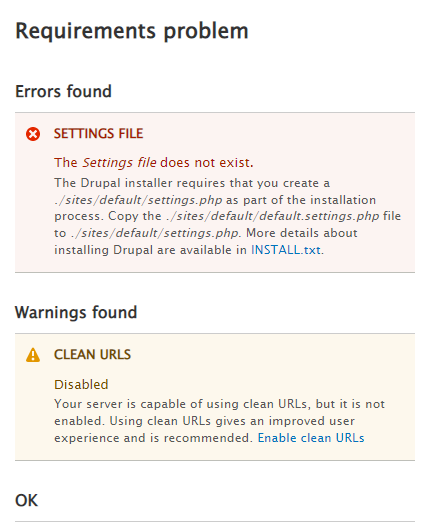 Requirements problem
Errors found
SETTINGS FILE
The Settings file does not exist.
The Drupal installer requires that you create a
./sites/default/settings.php as part of the installation
process. Copy the ./sites/default/default.settings.php file
to ./sites/default/settings.php. More details about
installing Drupal are available in INSTALL.txt.
Warnings found
CLEAN URLS
Disabled
Your server is capable of using clean URLs, but it is not
enabled. Using clean URLs gives an improved user
experience and is recommended. Enable clean URLs
OK